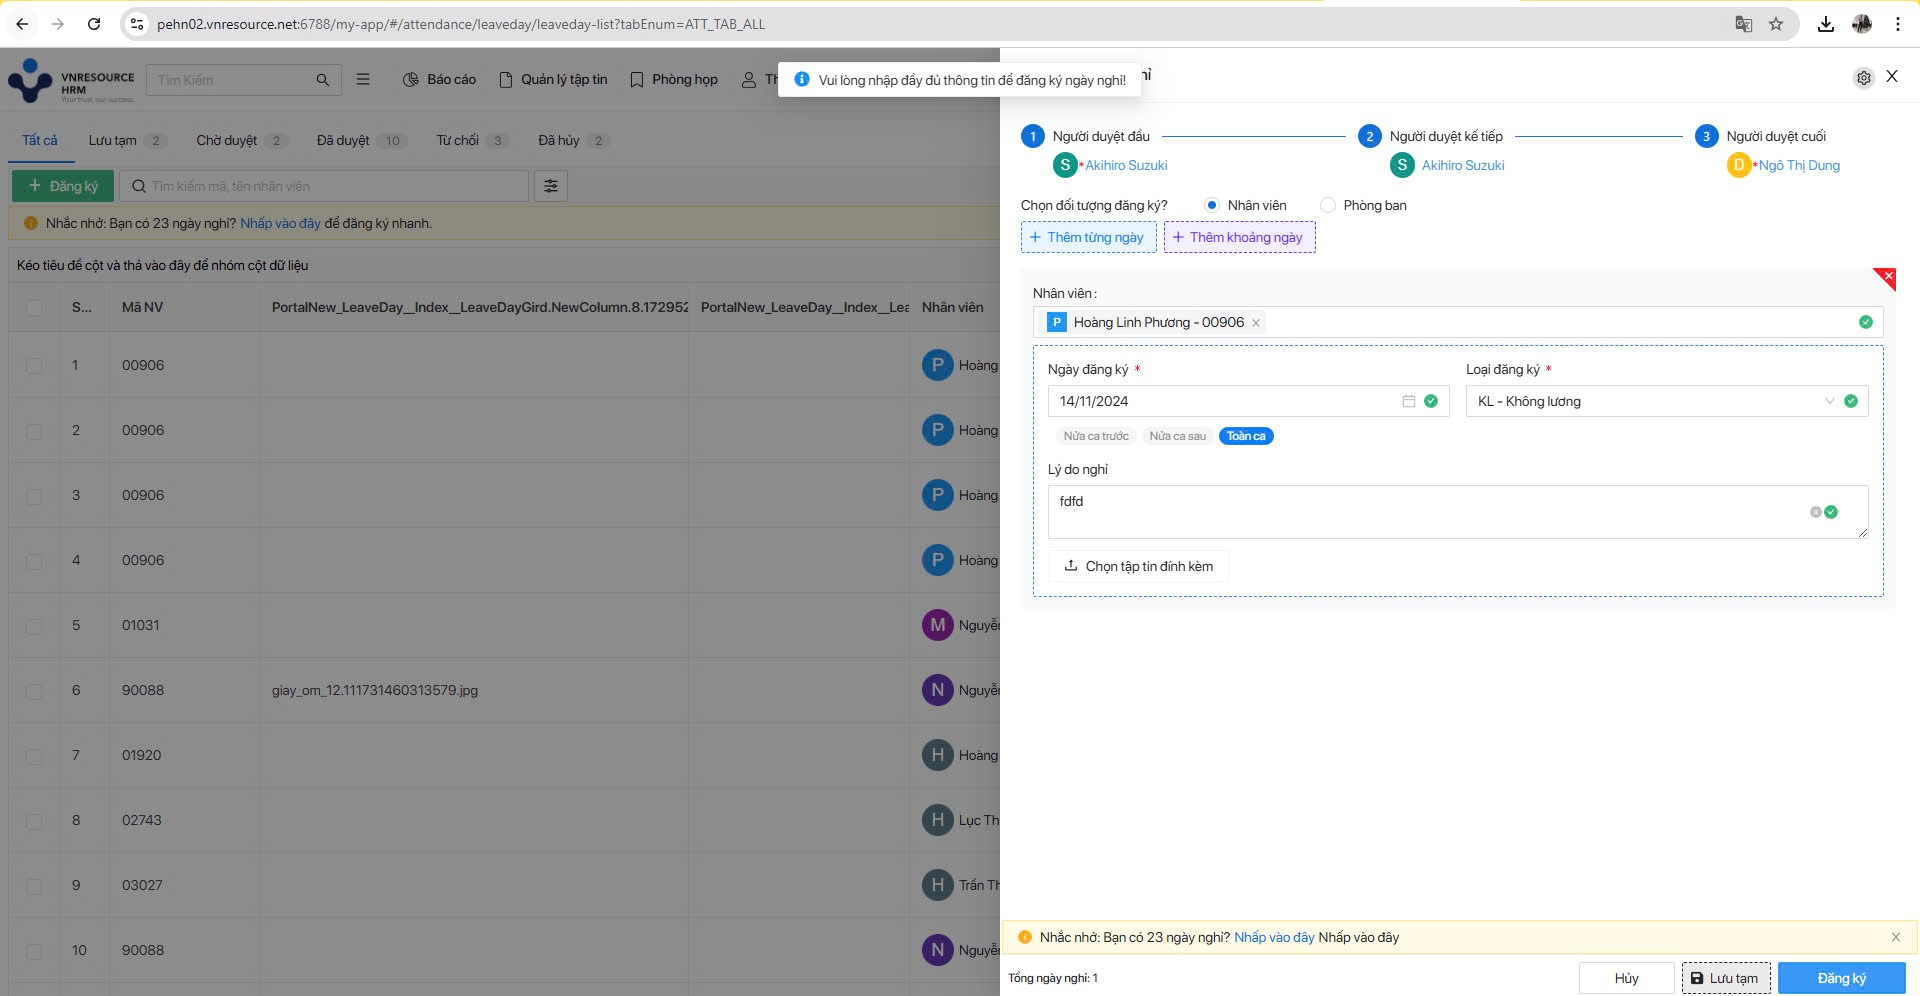 pehn02.vnresource.net:6788/my-app/#/attendance/leaveday/leaveday-list?tabEnum=ATT_TAB_ALL
VNRESOURCE
HRM
Your trust, our success.
Tìm Kiếm
Báo cáo
Quản lý tập tin
Phòng họp
Vui lòng nhập đầy đủ thông tin để đăng ký ngày nghỉ!
Tất cả
Lưu tạm 2
Chờ duyệt 2
Đã duyệt 10
Từ chối 3
Đã hủy 2
+ Đăng ký
Tìm kiếm mã, tên nhân viên
Nhắc nhở: Bạn có 23 ngày nghỉ? Nhấp vào đây để đăng ký nhanh.
Kéo tiêu đề cột và thả vào đây để nhóm cột dữ liệu
S... Mã NV PortalNew_LeaveDay__Index__LeaveDayGird.NewColumn.8.172952 PortalNew_LeaveDay__Index__Lea Nhân viên
1 00906 P Hoàng
2 00906 P Hoàng
3 00906 P Hoàng
4 00906 P Hoàng
5 01031 M Nguyễn
6 90088 giay_om_12.111731460313579.jpg N Nguyễn
7 01920 H Hoàng
8 02743 H Lục Th
9 03027 H Trần Th
10 90088 N Nguyễn
1 Người duyệt đầu
S *Akihiro Suzuki
2 Người duyệt kế tiếp
S Akihiro Suzuki
3 Người duyệt cuối
D *Ngô Thị Dung
Chọn đối tượng đăng ký? Nhân viên Phòng ban
+ Thêm từng ngày + Thêm khoảng ngày
Nhân viên :
P Hoàng Linh Phương - 00906
Ngày đăng ký * Loại đăng ký *
14/11/2024 KL - Không lương
Nửa ca trước Nửa ca sau Toàn ca
Lý do nghỉ
fdfd
Chọn tập tin đính kèm
Nhắc nhở: Bạn có 23 ngày nghỉ? Nhấp vào đây Nhấp vào đây
Tổng ngày nghỉ: 1
Hủy
Lưu tạm
Đăng ký